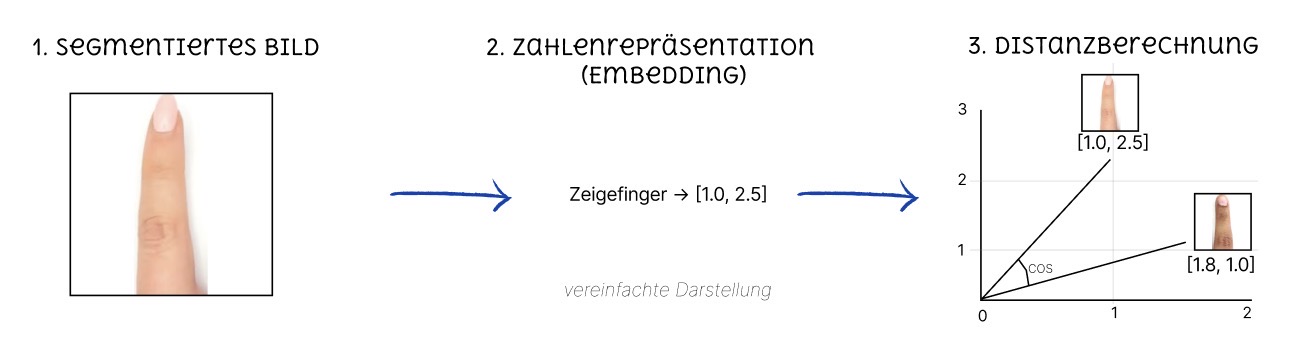 1. Segmentiertes Bild
2. Zahlenrepräsentation
(Embedding)
3. Distanzberechnung
Zeigefinger → [1.0, 2.5]
vereinfachte Darstellung
3
[1.0, 2.5]
2
1
cos
[1.8, 1.0]
0
1
2